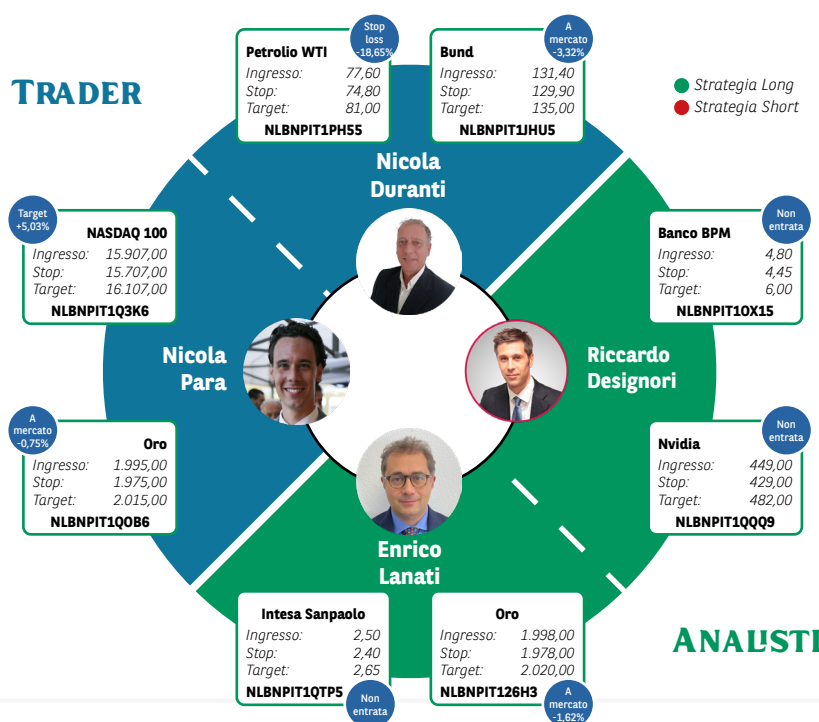 TRADER
Stop
loss
-18,65%
Petrolio WTI
Ingresso: 77,60
Stop: 74,80
Target: 81,00
NLBNPIT1PH55
A
mercato
-3,32%
Bund
Ingresso: 131,40
Stop: 129,90
Target: 135,00
NLBNPIT1JHU5
Strategia Long
Strategia Short
Nicola
Duranti
Target
+5,03%
NASDAQ 100
Ingresso: 15.907,00
Stop: 15.707,00
Target: 16.107,00
NLBNPIT1Q3K6
Non
entrata
Banco BPM
Ingresso: 4,80
Stop: 4,45
Target: 6,00
NLBNPIT1OX15
Nicola
Para
Riccardo
Designori
A
mercato
-0,75%
Oro
Ingresso: 1.995,00
Stop: 1.975,00
Target: 2.015,00
NLBNPIT1QOB6
Non
entrata
Nvidia
Ingresso: 449,00
Stop: 429,00
Target: 482,00
NLBNPIT1QQQ9
Enrico
Lanati
Intesa Sanpaolo
Ingresso: 2,50
Stop: 2,40
Target: 2,65
NLBNPIT1QTP5
Non
entrata
Oro
Ingresso: 1.998,00
Stop: 1.978,00
Target: 2.020,00
NLBNPIT126H3
A
mercato
-1,62%
ANALISTI